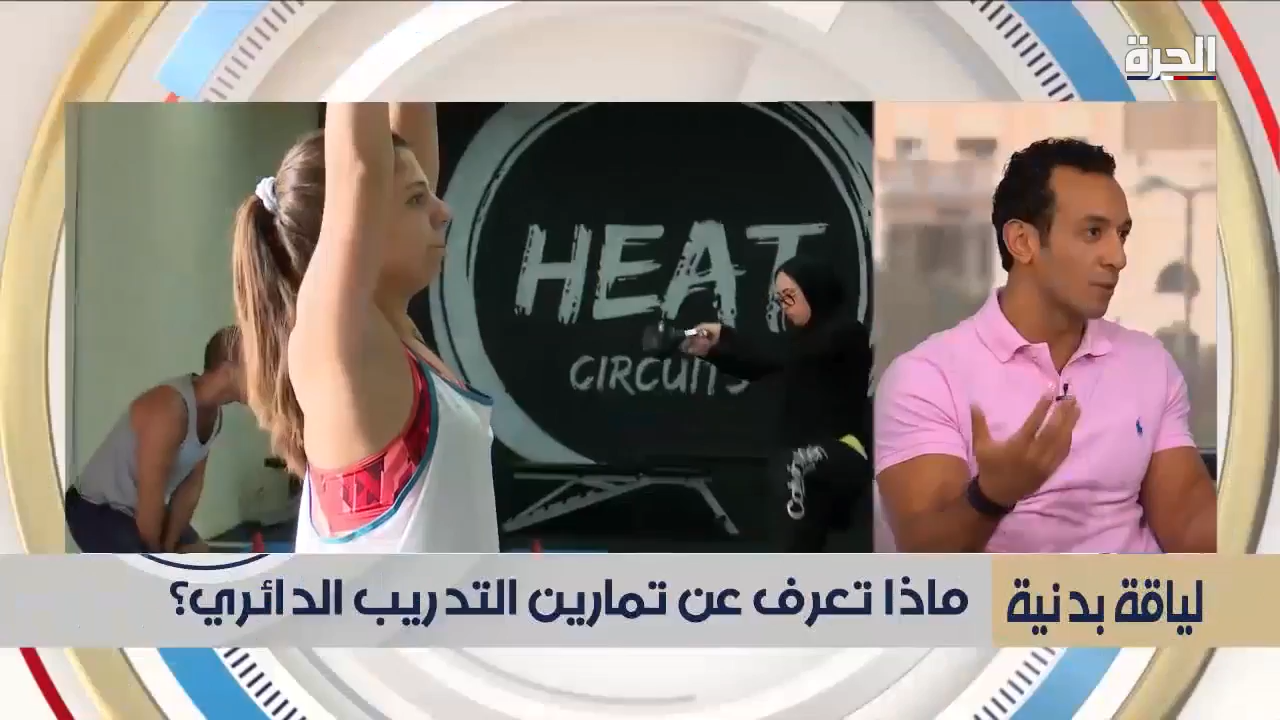 الحرة
HEAT
CIRCUITS
لياقة بدنية
ماذا تعرف عن تمارين التدريب الدائري؟